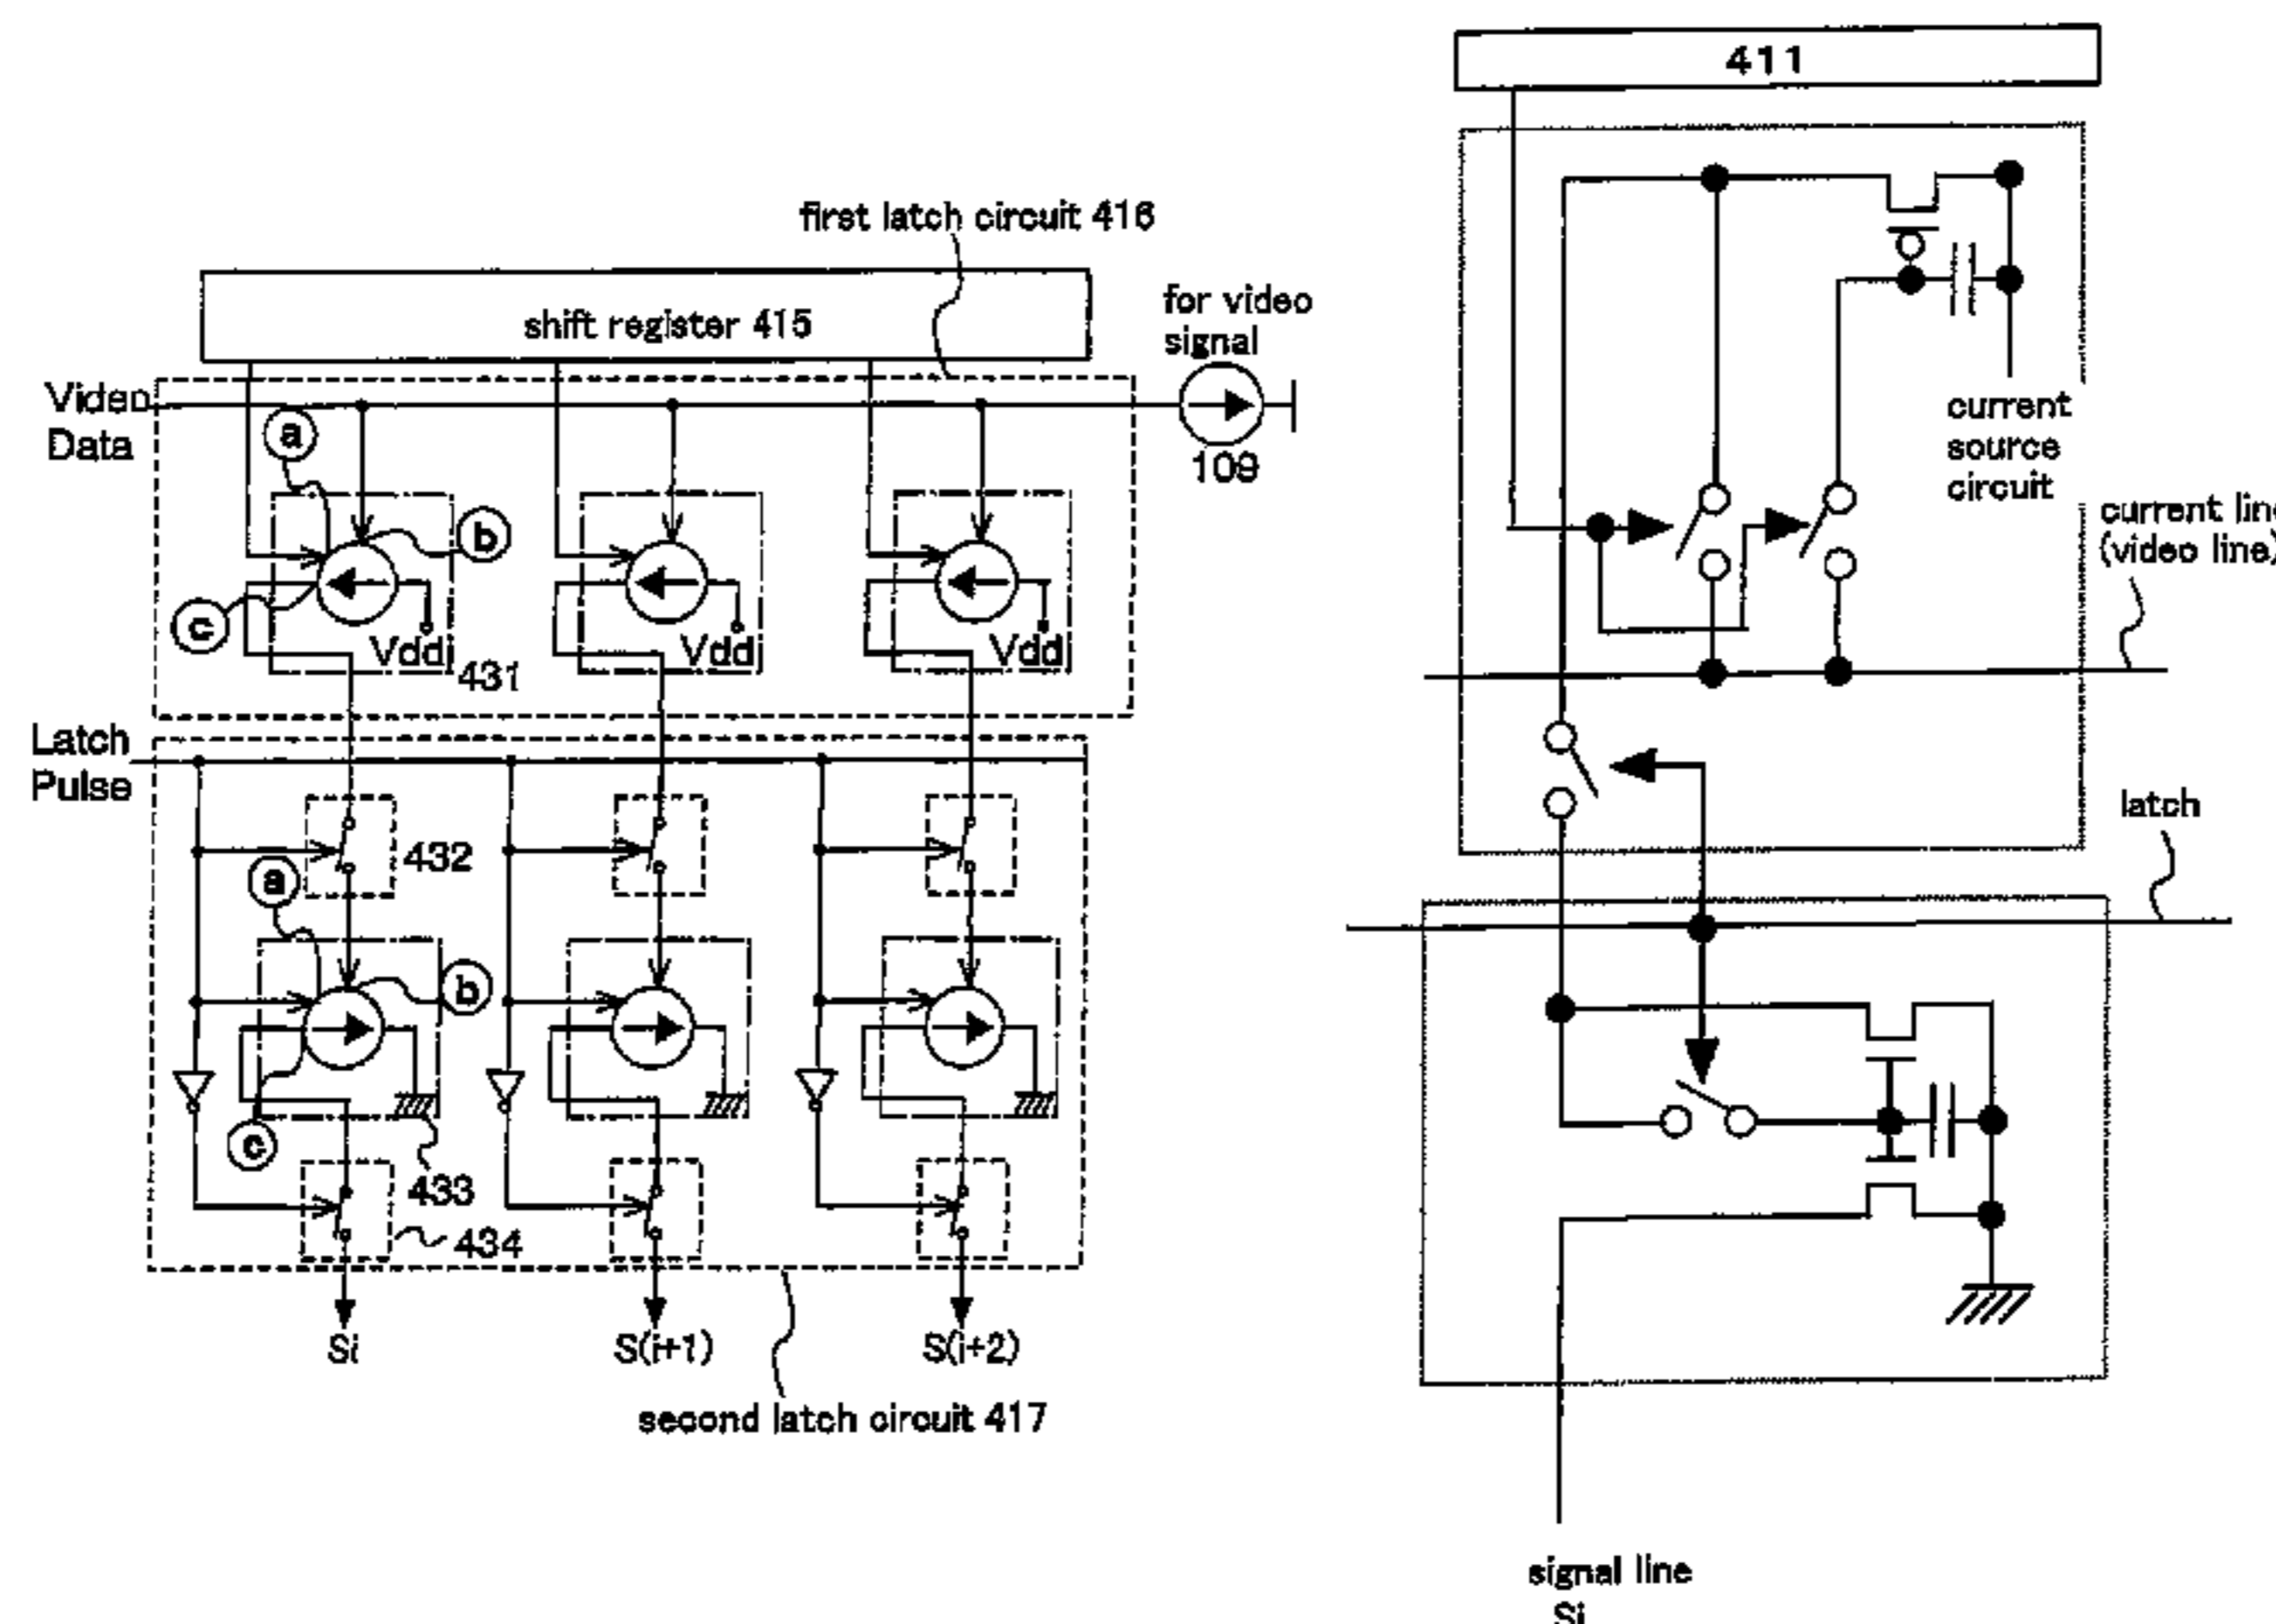 first latch circuit 416
shift register 415
for video
signal
109
Video
Data
a
b
c
Vdd
Vdd
Vdd
431
Latch
Pulse
432
a
b
c
433
434
Si
S(i+1)
S(i+2)
second latch circuit 417
411
current
source
circuit
current line
(video line)
latch
signal line
Si